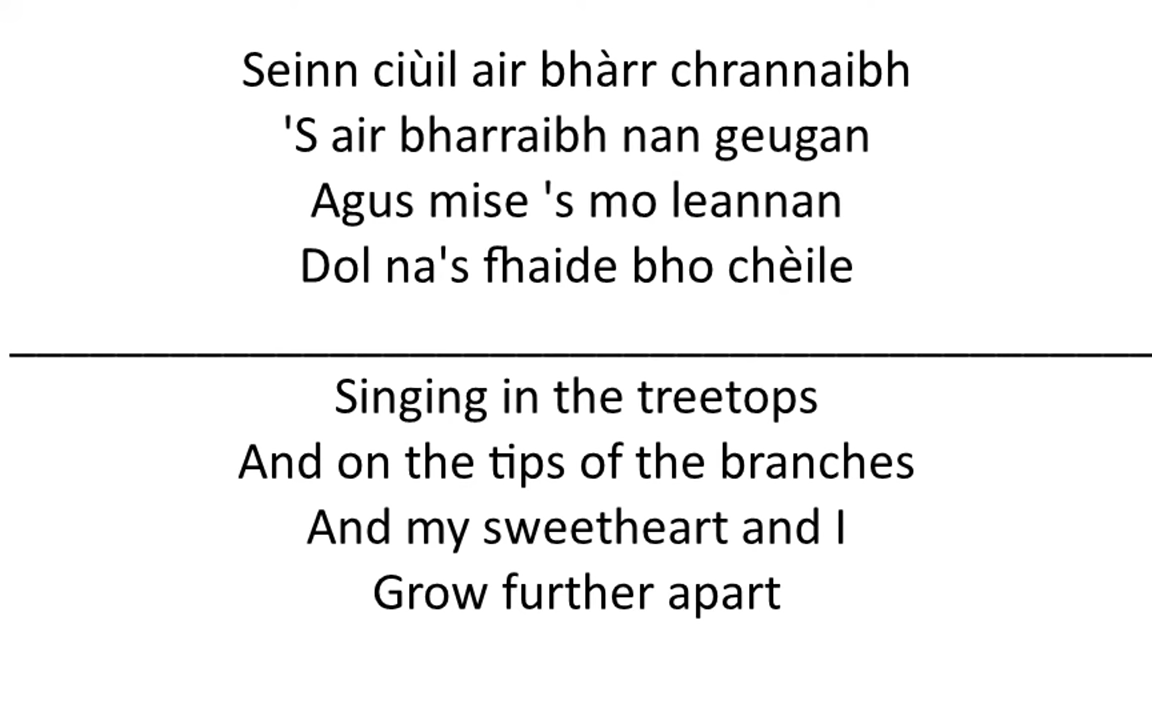 Seinn ciùil air bhàrr chrannaibh
'S air bharraibh nan geugan
Agus mise 's mo leannan
Dol na's fhaide bho chèile
Singing in the treetops
And on the tips of the branches
And my sweetheart and I
Grow further apart